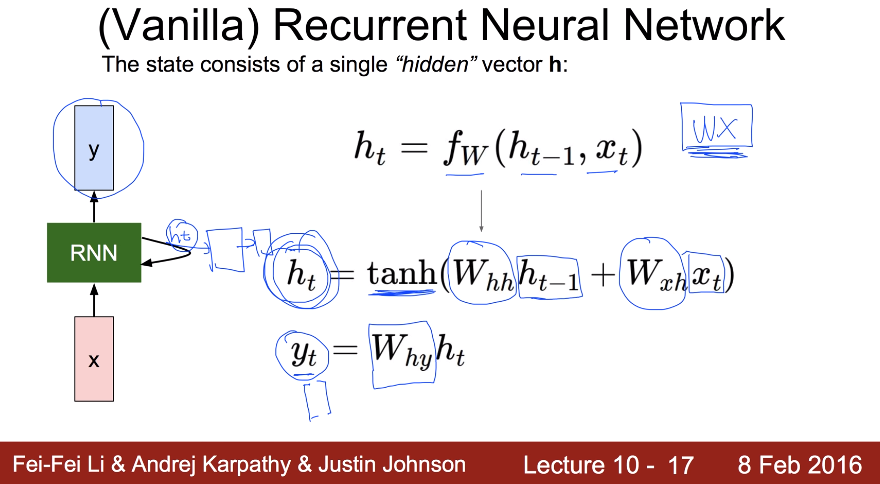 (Vanilla) Recurrent Neural Network
The state consists of a single “hidden” vector h:
y
h_t = f_W(h_{t−1}, x_t)
WX
RNN
ht
h_t = tanh(W_{hh}h_{t−1} + W_{xh}x_t)
x
y_t = W_{hy}h_t
[]
Fei-Fei Li & Andrej Karpathy & Justin Johnson
Lecture 10 - 17
8 Feb 2016